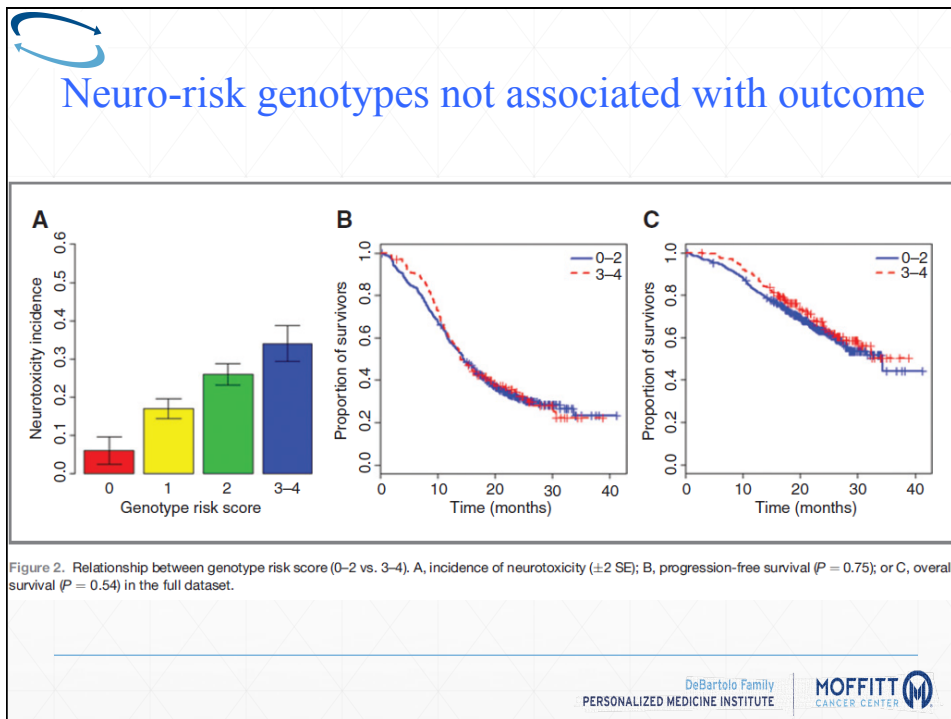 Neuro-risk genotypes not associated with outcome
A
Neurotoxicity incidence
0.6
0.5
0.4
0.3
0.2
0.1
0.0
0 1 2 3–4
Genotype risk score
B
Proportion of survivors
1.0
0.8
0.6
0.4
0.2
0.0
0–2
3–4
0 10 20 30 40
Time (months)
C
Proportion of survivors
1.0
0.8
0.6
0.4
0.2
0.0
0–2
3–4
0 10 20 30 40
Time (months)
Figure 2. Relationship between genotype risk score (0–2 vs. 3–4). A, incidence of neurotoxicity (±2 SE); B, progression-free survival (P = 0.75); or C, overall
survival (P = 0.54) in the full dataset.
DeBartolo Family
PERSONALIZED MEDICINE INSTITUTE
MOFFITT
CANCER CENTER